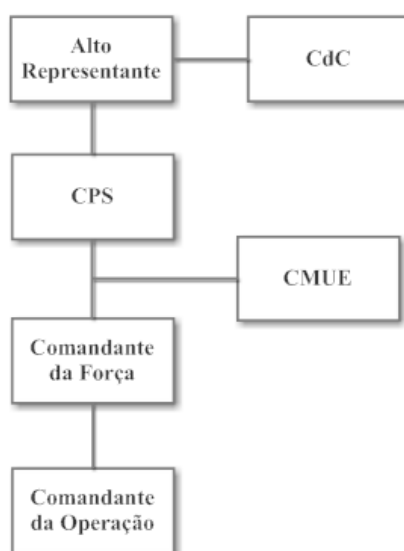 Alto
Representante
CdC
CPS
CMUE
Comandante
da Força
Comandante
da Operação